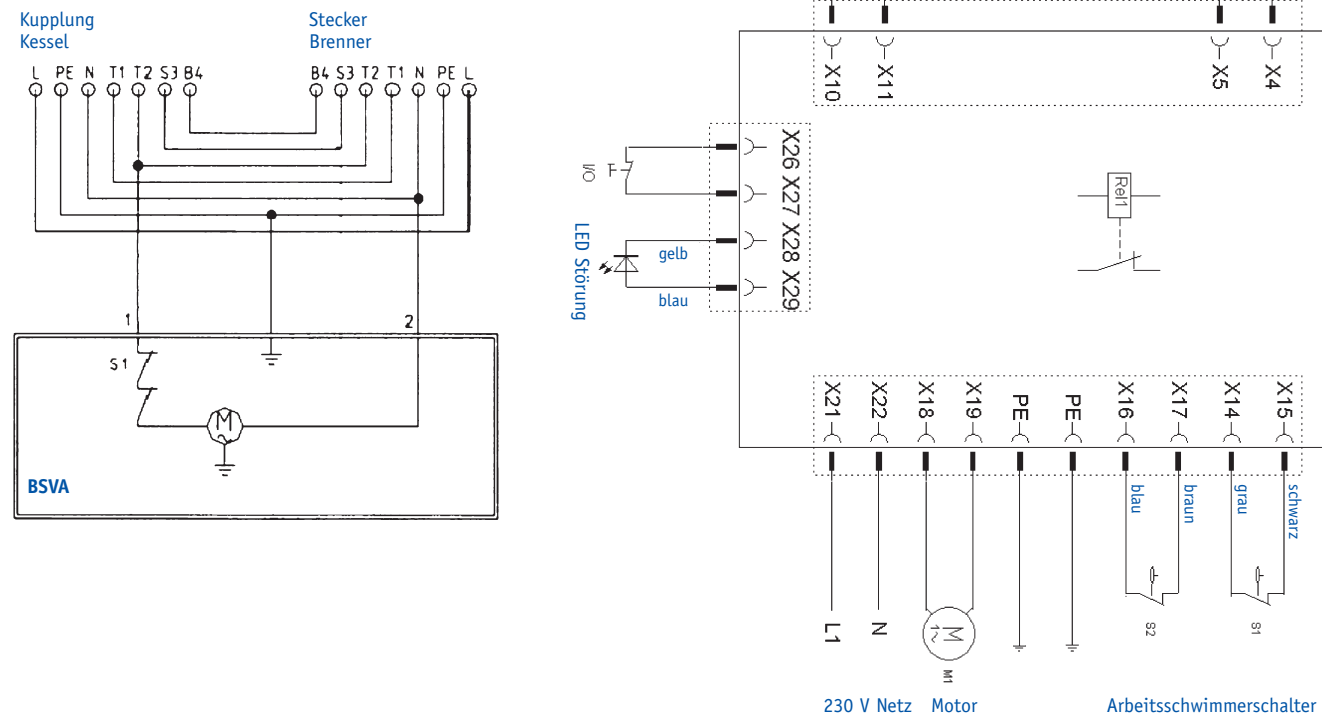 Kupplung
Kessel
Stecker
Brenner
L PE N T1 T2 S3 B4
B4 S3 T2 T1 N PE L
1
2
S1
M
BSVA
X10
X11
X5
X4
I/O
X26 X27 X28 X29
gelb
blau
LED Störung
Rel1
X21
X22
X18
X19
PE
PE
X16
X17
X14
X15
blau
braun
grau
schwarz
L1
N
M
1~
M1
S2
S1
230 V Netz
Motor
Arbeitsschwimmerschalter